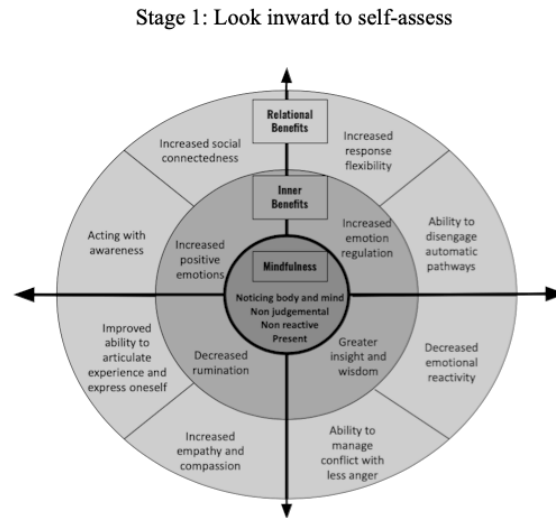 Stage 1: Look inward to self-assess
Relational
Benefits
Increased social
connectedness
Increased
response
flexibility
Acting with
awareness
Ability to
disengage
automatic
pathways
Inner
Benefits
Increased
positive
emotions
Increased
emotion
regulation
Mindfulness
Noticing body and mind
Non judgemental
Non reactive
Present
Decreased
rumination
Greater
insight and
wisdom
Improved
ability to
articulate
experience and
express oneself
Decreased
emotional
reactivity
Increased
empathy and
compassion
Ability to
manage
conflict with
less anger